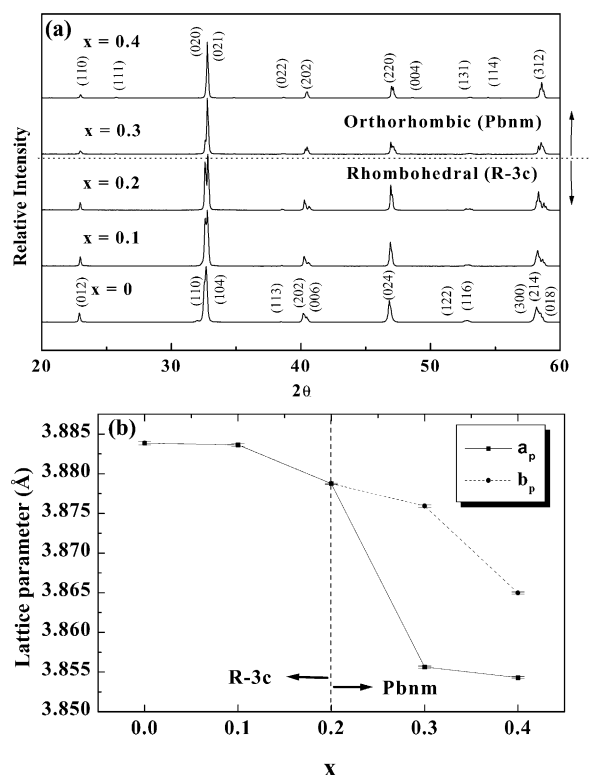 (a)
x = 0.4
(110)
(111)
(020)
(021)
(022)
(202)
(220)
(004)
(131)
(114)
(312)
x = 0.3
Orthorhombic (Pbnm)
Rhombohedral (R-3c)
x = 0.2
x = 0.1
x = 0
(012)
(110)
(104)
(113)
(202)
(006)
(024)
(122)
(116)
(300)
(214)
(018)
Relative Intensity
20 30 40 50 60
2θ
(b)
a_p
b_p
3.885
3.880
3.875
3.870
3.865
3.860
3.855
3.850
Lattice parameter (Å)
R-3c
Pbnm
0.0 0.1 0.2 0.3 0.4
x